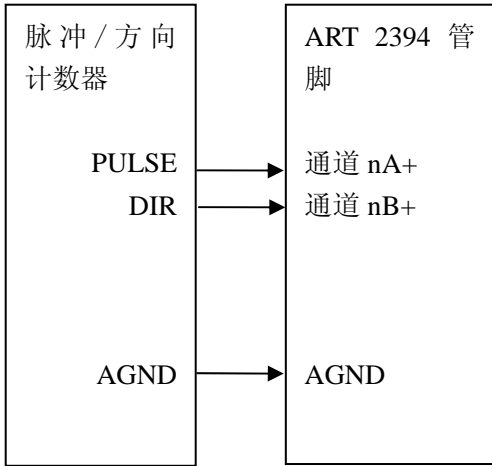 脉冲/方向
计数器
PULSE
DIR
AGND
ART 2394 管
脚
通道 nA+
通道 nB+
AGND